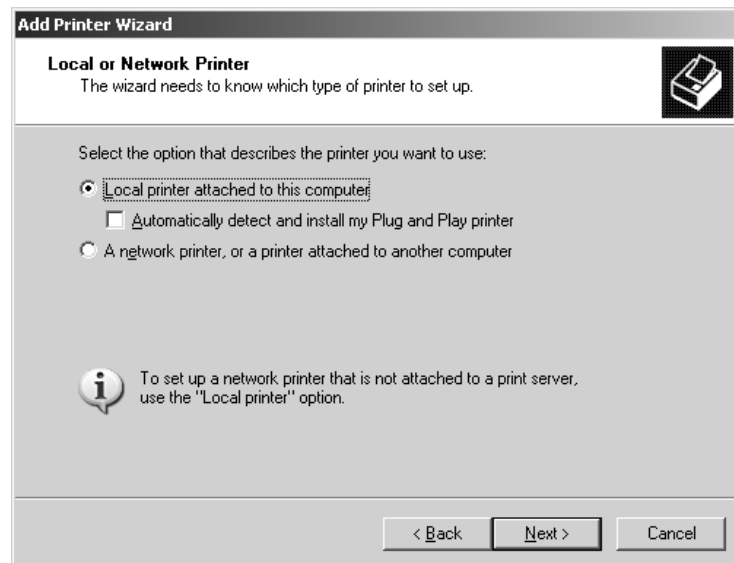 Add Printer Wizard
Local or Network Printer
The wizard needs to know which type of printer to set up.
Select the option that describes the printer you want to use:
Local printer attached to this computer
Automatically detect and install my Plug and Play printer
A network printer, or a printer attached to another computer
To set up a network printer that is not attached to a print server,
use the "Local printer" option.
< Back
Next >
Cancel